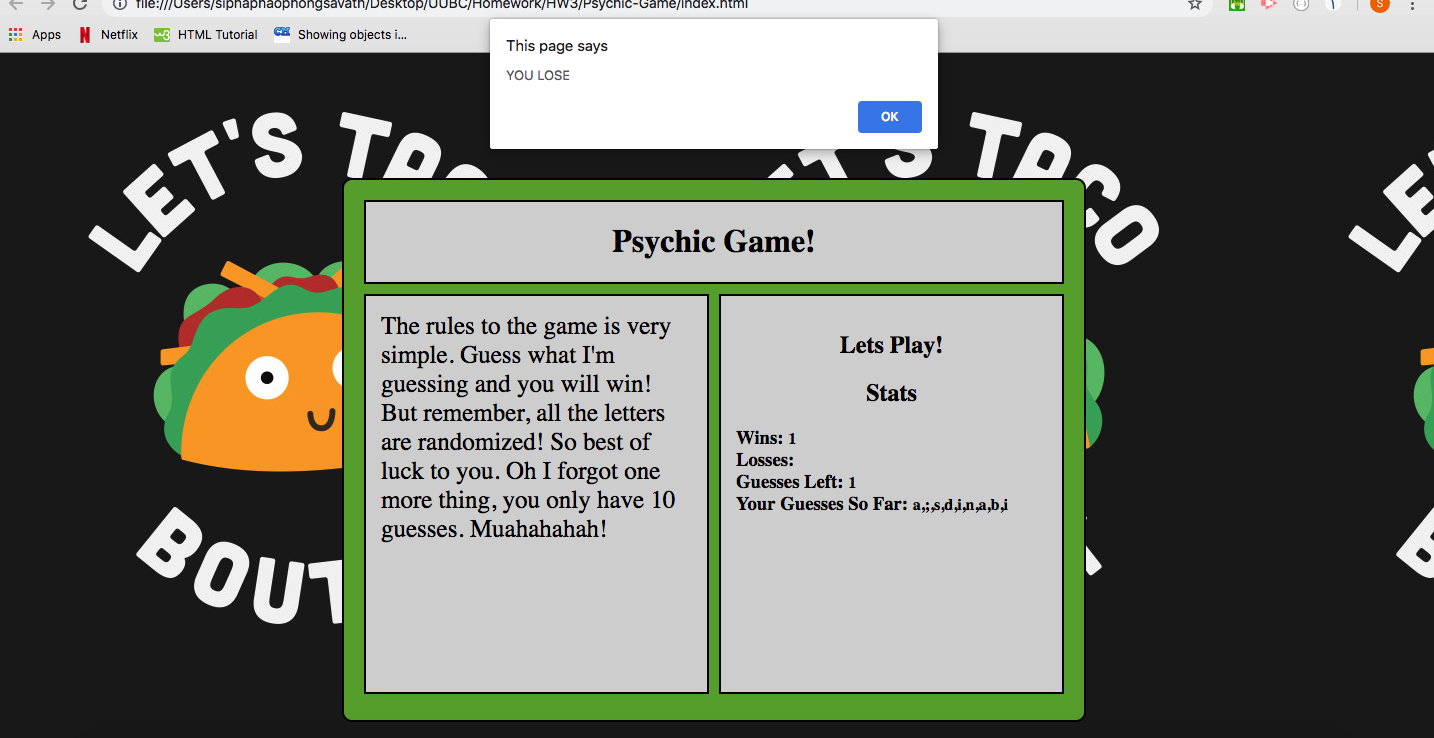 file:///Users/siphaphaophongsavath/Desktop/UUBC/Homework/HW3/Psychic-Game/index.html
S
Apps
Netflix
HTML Tutorial
Showing objects i...
This page says
YOU LOSE
OK
LET'S TACO
BOUT
Psychic Game!
The rules to the game is very
simple. Guess what I'm
guessing and you will win!
But remember, all the letters
are randomized! So best of
luck to you. Oh I forgot one
more thing, you only have 10
guesses. Muahahahah!
Lets Play!
Stats
Wins: 1
Losses:
Guesses Left: 1
Your Guesses So Far: a,;,s,d,i,n,a,b,i